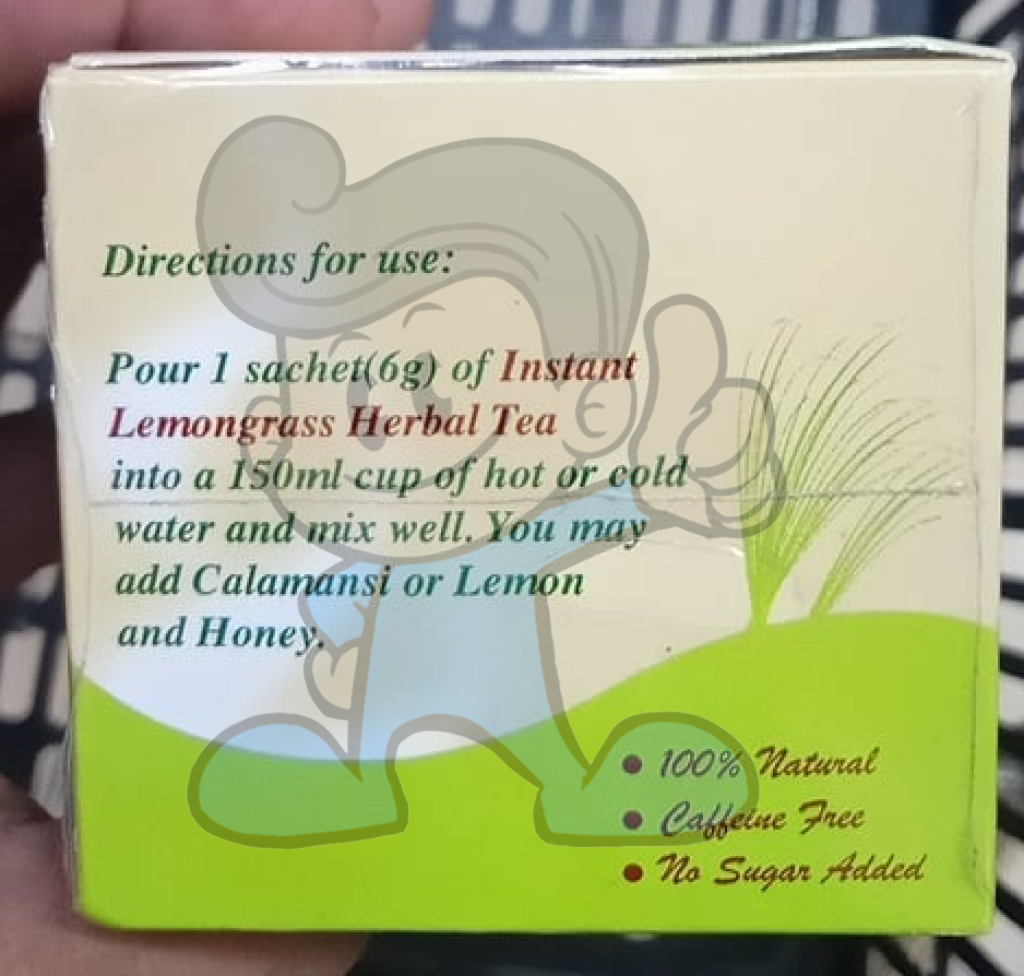 Directions for use:
Pour 1 sachet(6g) of Instant
Lemongrass Herbal Tea
into a 150ml cup of hot or cold
water and mix well. You may
add Calamansi or Lemon
and Honey.
• 100% Natural
• Caffeine Free
• No Sugar Added